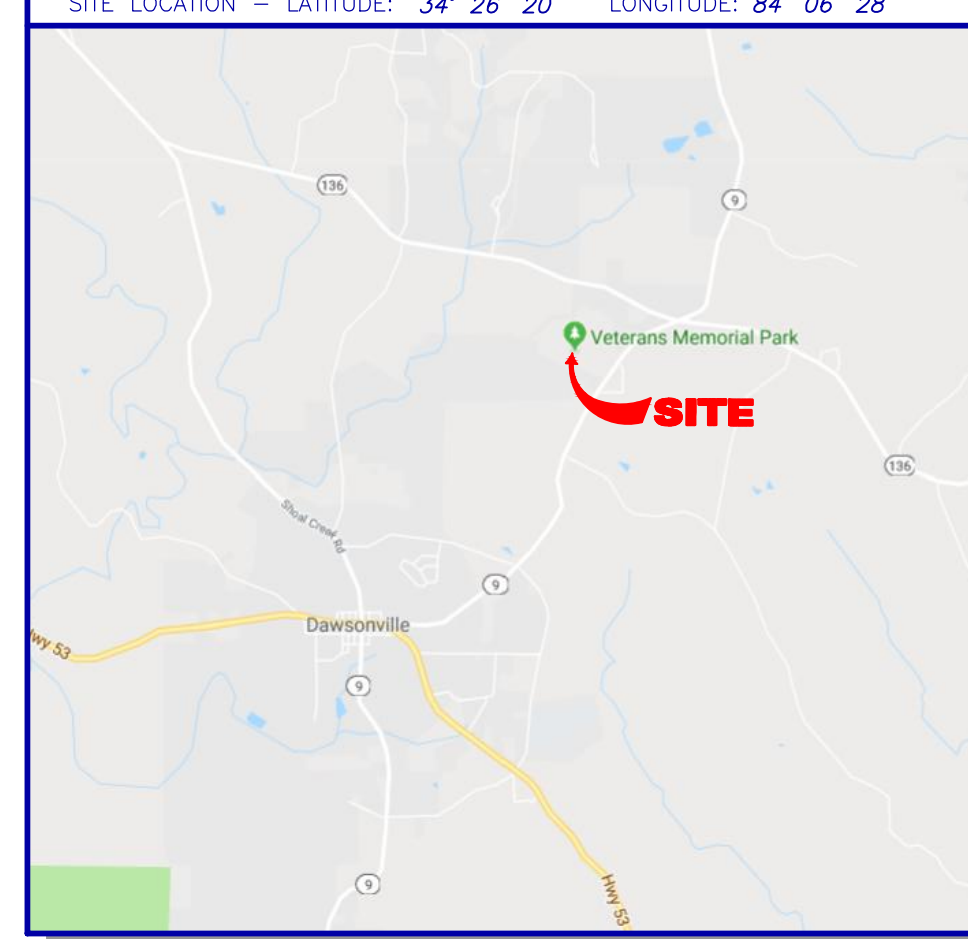 SITE LOCATION – LATITUDE: 34° 26' 20" LONGITUDE: 84° 06' 28"
136
9
Veterans Memorial Park
SITE
136
Shoal Creek Rd
9
Dawsonville
Hwy 53
9
9
Hwy 53